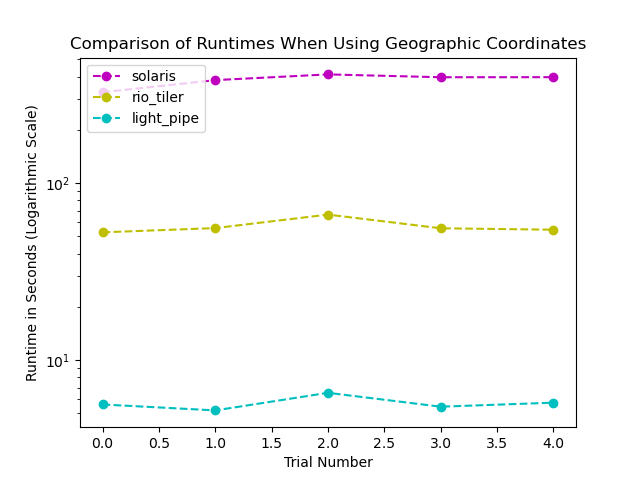 Comparison of Runtimes When Using Geographic Coordinates
solaris
rio_tiler
light_pipe
Runtime in Seconds (Logarithmic Scale)
10²
10¹
0.0 0.5 1.0 1.5 2.0 2.5 3.0 3.5 4.0
Trial Number